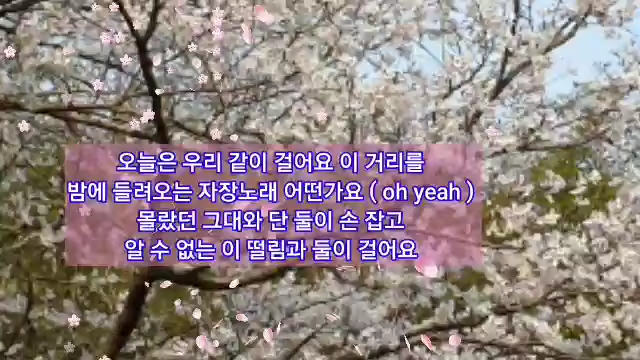 오늘은 우리 같이 걸어요 이 거리를
밤에 들려오는 자장노래 어떤가요 ( oh yeah )
몰랐던 그대와 단 둘이 손 잡고
알 수 없는 이 떨림과 둘이 걸어요